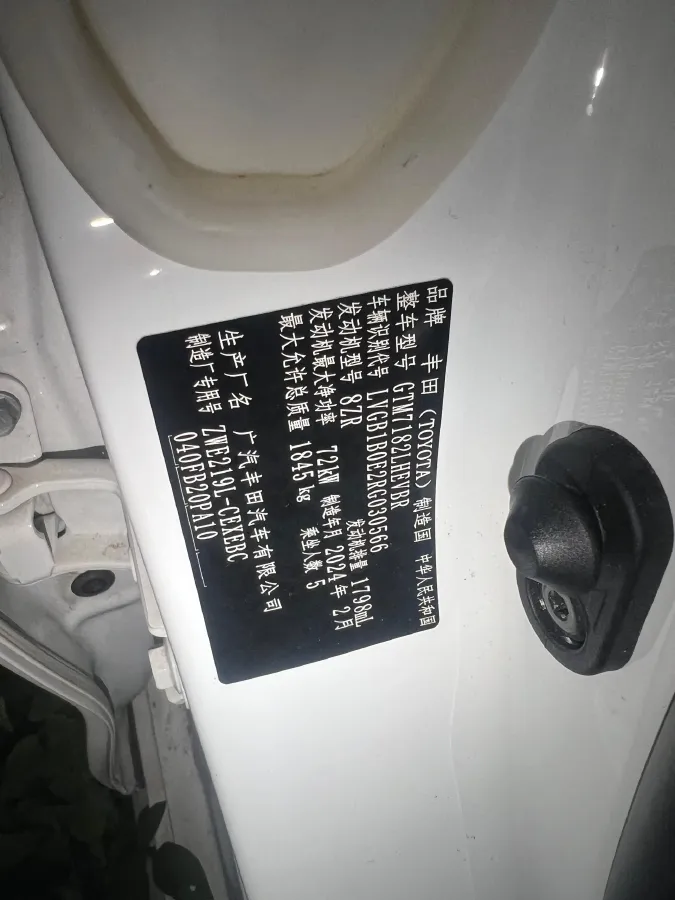 品牌 丰田 (TOYOTA) 制造国 中华人民共和国
整车型号 GTM7182LHEVBR
车辆识别代号 LVGB1B0E2RG030566
发动机型号 8ZR 发动机排量 1798mL
发动机最大净功率 72kW 制造年月 2024年 2月
最大允许总质量 1845kg 乘坐人数 5
生产厂名 广汽丰田汽车有限公司
制造厂专用号 ZWE219L-CEXEBC
040FB20PA10